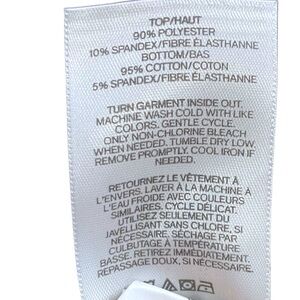 TOP/HAUT
90% POLYESTER
10% SPANDEX/FIBRE ÉLASTHANNE
BOTTOM/BAS
95% COTTON/COTON
5% SPANDEX/FIBRE ÉLASTHANNE
TURN GARMENT INSIDE OUT.
MACHINE WASH COLD WITH LIKE
COLORS, GENTLE CYCLE.
ONLY NON-CHLORINE BLEACH
WHEN NEEDED. TUMBLE DRY LOW.
REMOVE PROMPTLY. COOL IRON IF
NEEDED.
RETOURNEZ LE VÊTEMENT À
L'ENVERS. LAVER À LA MACHINE À
L'EAU FROIDE AVEC COULEURS
SIMILAIRES, CYCLE DÉLICAT.
UTILISEZ SEULEMENT DU
JAVELLISANT SANS CHLORE, SI
NÉCESSAIRE. SÉCHAGE PAR
CULBUTAGE À TEMPÉRATURE
BASSE. RETIREZ IMMÉDIATEMENT.
REPASSAGE DOUX, SI NÉCESSAIRE.